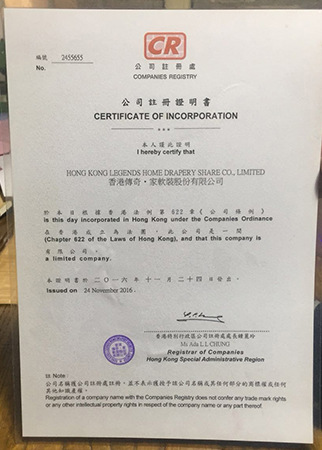 CR
編號 2455655
No.
公司註冊處
COMPANIES REGISTRY
公司註冊證明書
CERTIFICATE OF INCORPORATION
本人謹此證明
I hereby certify that
HONG KONG LEGENDS HOME DRAPERY SHARE CO., LIMITED
香港傳奇・家軟裝股份有限公司
於本日根據香港法例第622章《公司條例》
is this day incorporated in Hong Kong under the Companies Ordinance
在香港成立為法團，此公司是一間
(Chapter 622 of the Laws of Hong Kong), and that this company is
有限公司。
a limited company.
本證明書於二〇一六年十一月二十四日發出。
Issued on 24 November 2016.
香港特別行政區公司註冊處處長鍾麗玲
Ms Ada L L CHUNG
Registrar of Companies
Hong Kong Special Administrative Region
註 Note :
公司名稱獲公司註冊處註冊，並不表示獲授予該公司名稱或其任何部分的商標權或任何
其他知識產權。
Registration of a company name with the Companies Registry does not confer any trade mark rights
or any other intellectual property rights in respect of the company name or any part thereof.